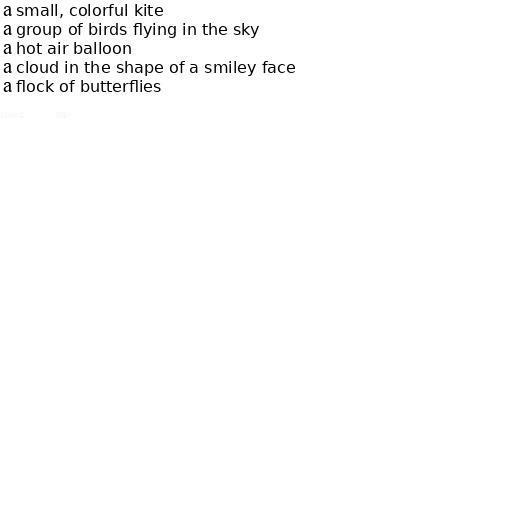 a small, colorful kite
a group of birds flying in the sky
a hot air balloon
a cloud in the shape of a smiley face
a flock of butterflies